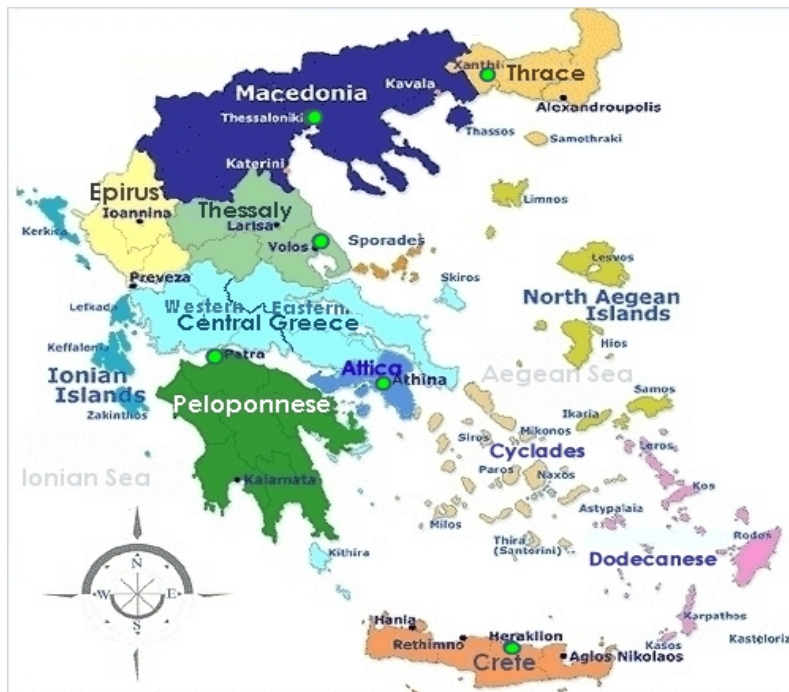 Xanthi
Thrace
Kavala
Macedonia
Alexandroupolis
Thessaloniki
Thassos
Samothraki
Katerini
Epirus
Ioannina
Limnos
Thessaly
Larisa
Kerkira
Volos
Sporades
Lesvos
Preveza
Skiros
North Aegean
Islands
Western
Eastern
Lefkada
Central Greece
Hios
Keffalonia
Patra
Attica
Athina
Aegean Sea
Ionian
Islands
Zakinthos
Peloponnese
Samos
Ikaria
Siros
Mikonos
Cyclades
Leros
Ionian Sea
Kalamata
Paros
Naxos
Kos
Milos
Astypalaia
Rodos
Thira
(Santorini)
Kithira
Dodecanese
N
W
E
S
Hania
Karpathos
Rethimno
Heraklion
Kasos
Kasteloriz
Crete
Agios Nikolaos